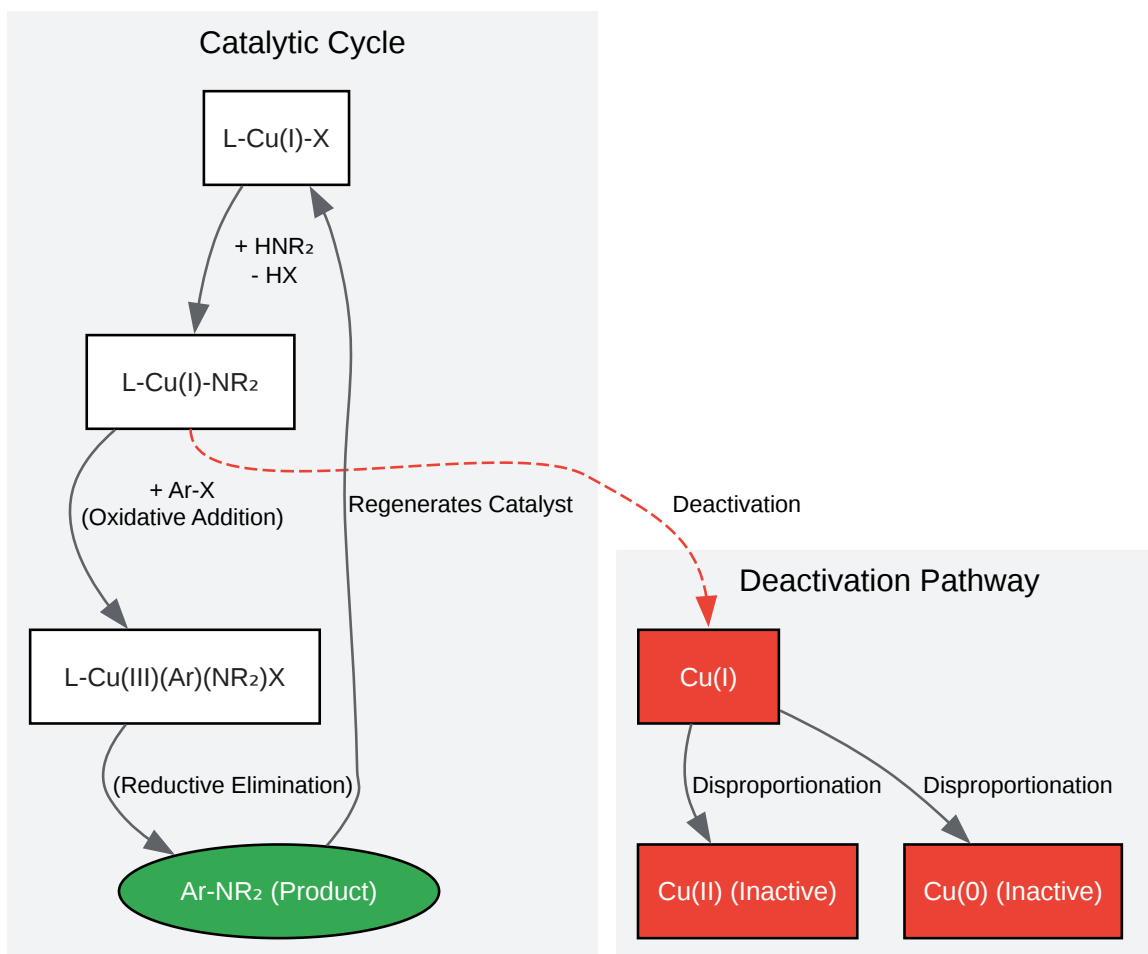 Catalytic Cycle
L-Cu(I)-X
+ HNR₂
- HX
L-Cu(I)-NR₂
+ Ar-X
(Oxidative Addition)
Regenerates Catalyst
Deactivation
Deactivation Pathway
L-Cu(III)(Ar)(NR₂)X
Cu(I)
(Reductive Elimination)
Disproportionation
Disproportionation
Ar-NR₂ (Product)
Cu(II) (Inactive)
Cu(0) (Inactive)